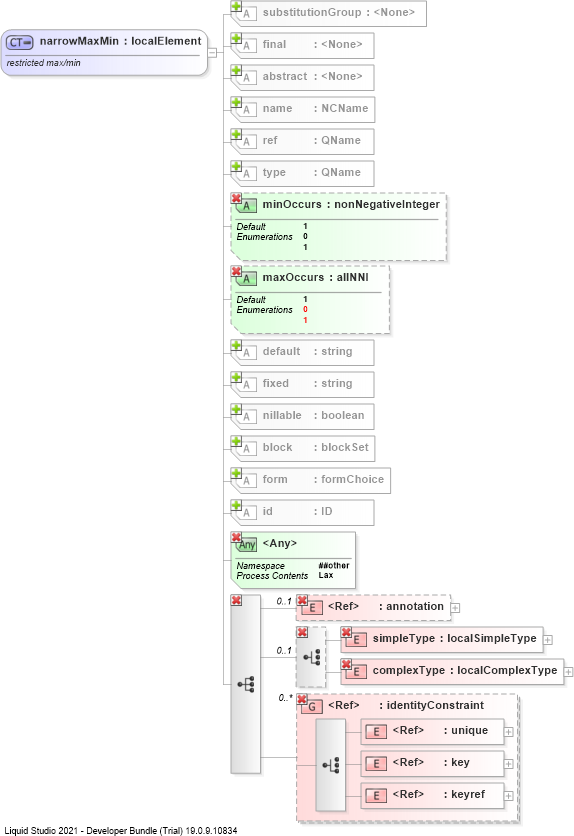 substitutionGroup : <None>
CT narrowMaxMin : localElement
restricted max/min
A final : <None>
A abstract : <None>
A name : NCName
A ref : QName
A type : QName
A minOccurs : nonNegativeInteger
Default 1
Enumerations 0
1
A maxOccurs : allNNI
Default 1
Enumerations 0
1
A default : string
A fixed : string
A nillable : boolean
A block : blockSet
A form : formChoice
A id : ID
Any <Any>
Namespace ##other
Process Contents Lax
0..1 E <Ref> : annotation
0..1
E simpleType : localSimpleType
E complexType : localComplexType
0..*
G <Ref> : identityConstraint
E <Ref> : unique
E <Ref> : key
E <Ref> : keyref
Liquid Studio 2021 - Developer Bundle (Trial) 19.0.9.10834